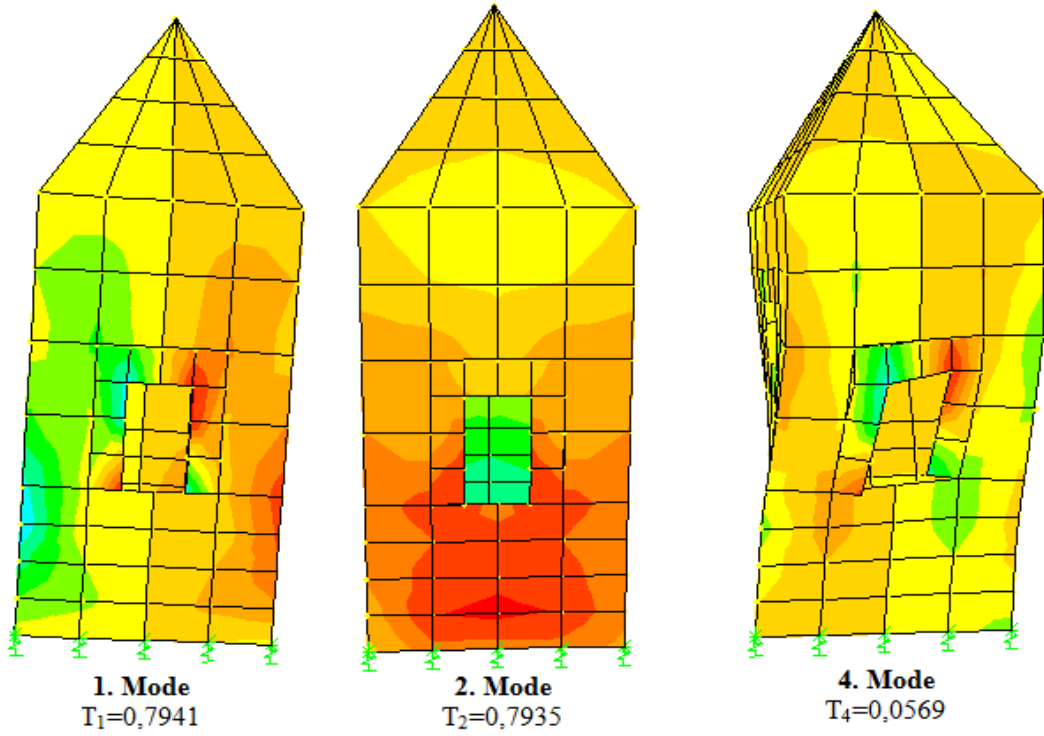 1. Mode
T₁=0,7941
2. Mode
T₂=0,7935
4. Mode
T₄=0,0569